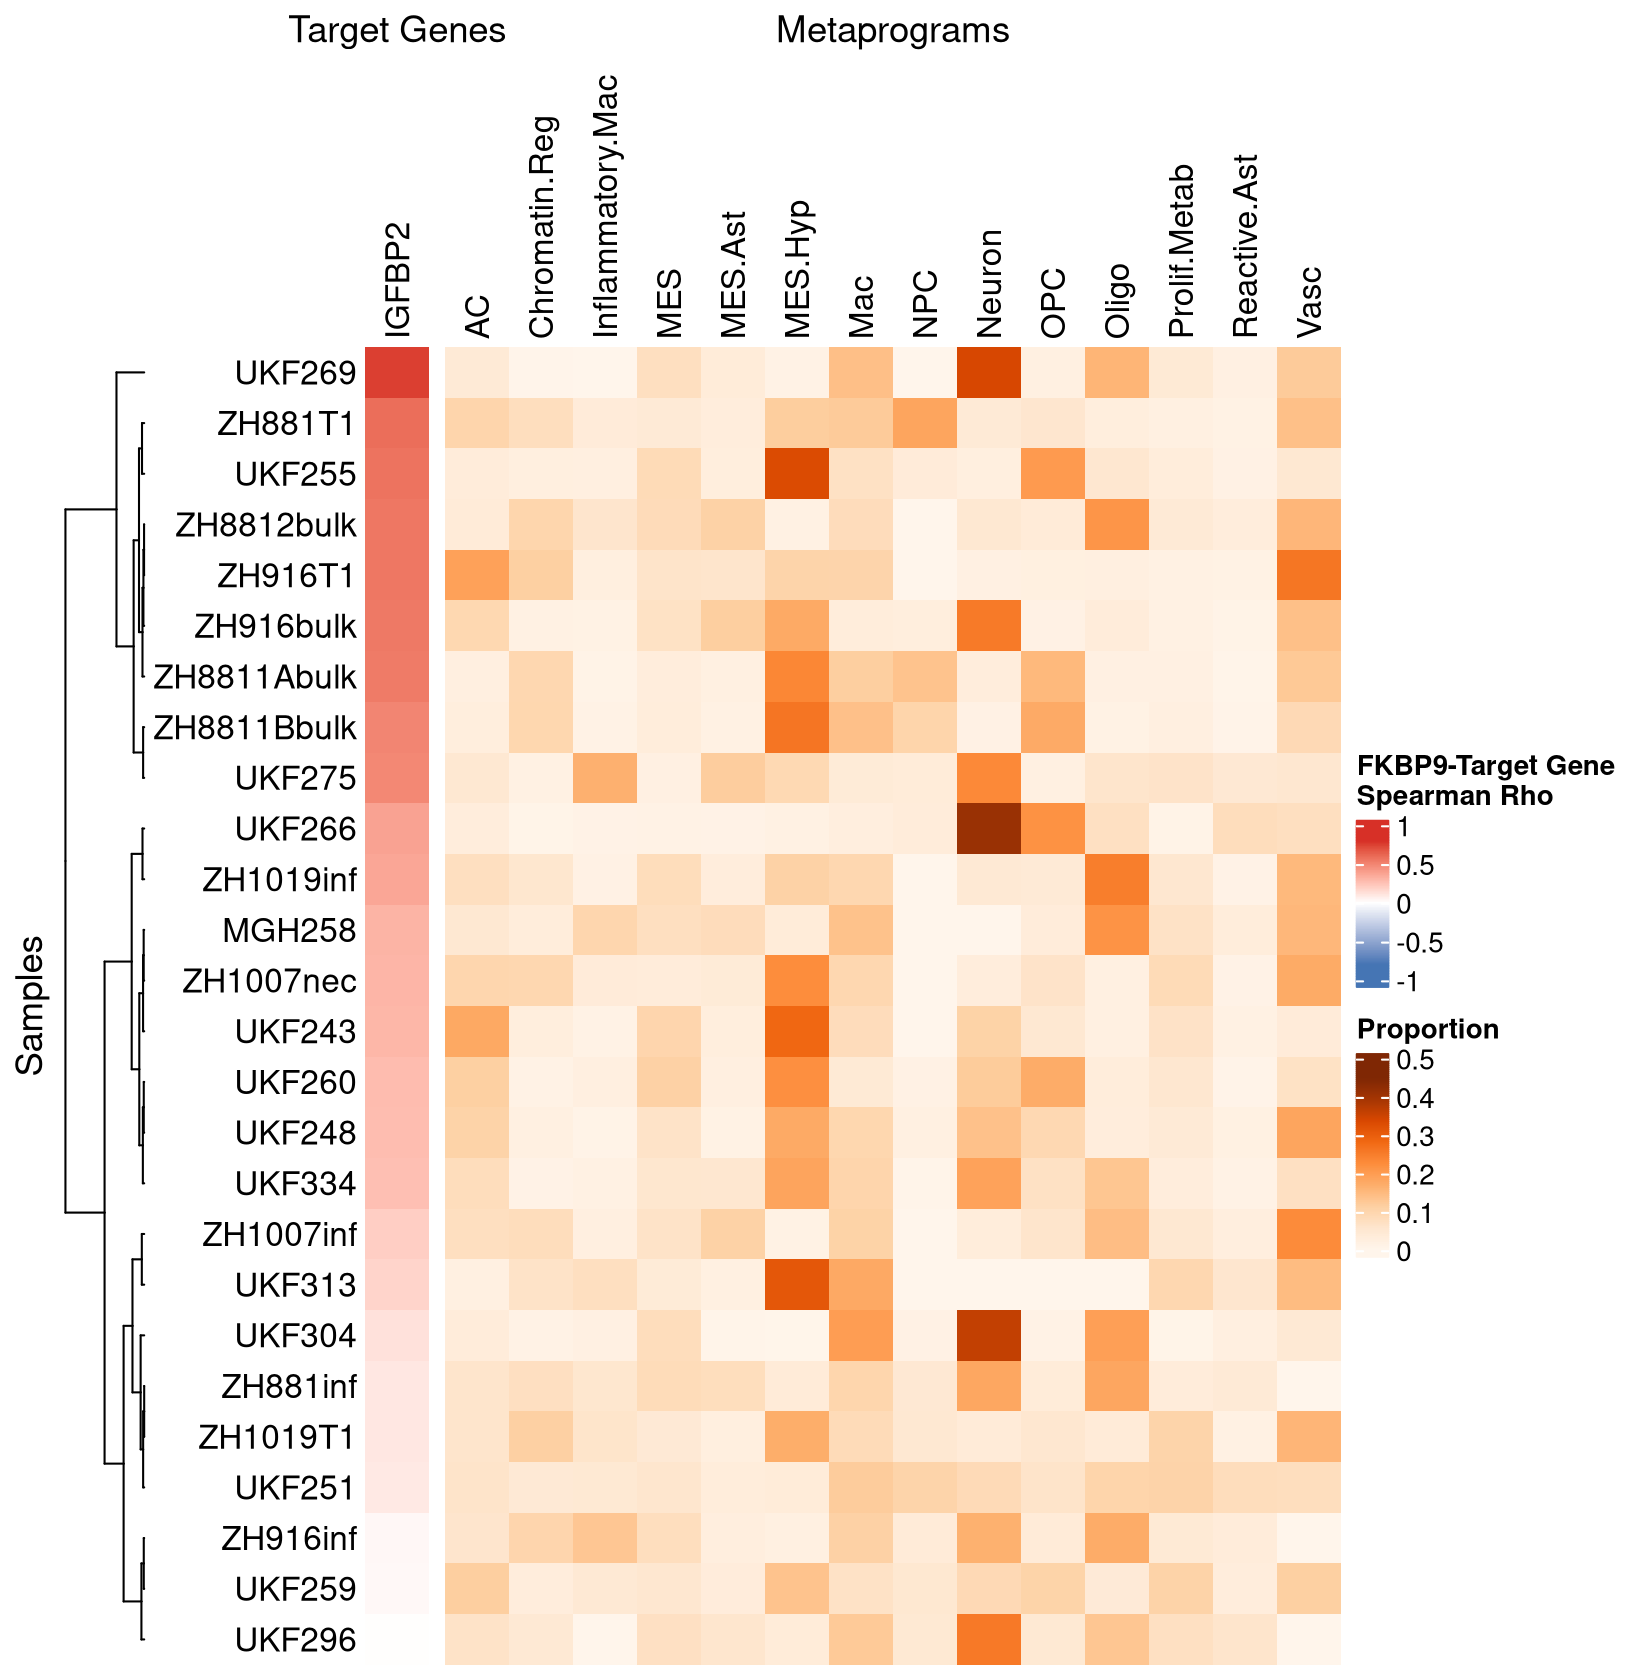 Target Genes
Metaprograms
IGFBP2
AC
Chromatin.Reg
Inflammatory.Mac
MES
MES.Ast
MES.Hyp
Mac
NPC
Neuron
OPC
Oligo
Prolif.Metab
Reactive.Ast
Vasc
Samples
UKF269
ZH881T1
UKF255
ZH8812bulk
ZH916T1
ZH916bulk
ZH8811Abulk
ZH8811Bbulk
UKF275
UKF266
ZH1019inf
MGH258
ZH1007nec
UKF243
UKF260
UKF248
UKF334
ZH1007inf
UKF313
UKF304
ZH881inf
ZH1019T1
UKF251
ZH916inf
UKF259
UKF296
FKBP9-Target Gene
Spearman Rho
1
0.5
0
-0.5
-1
Proportion
0.5
0.4
0.3
0.2
0.1
0